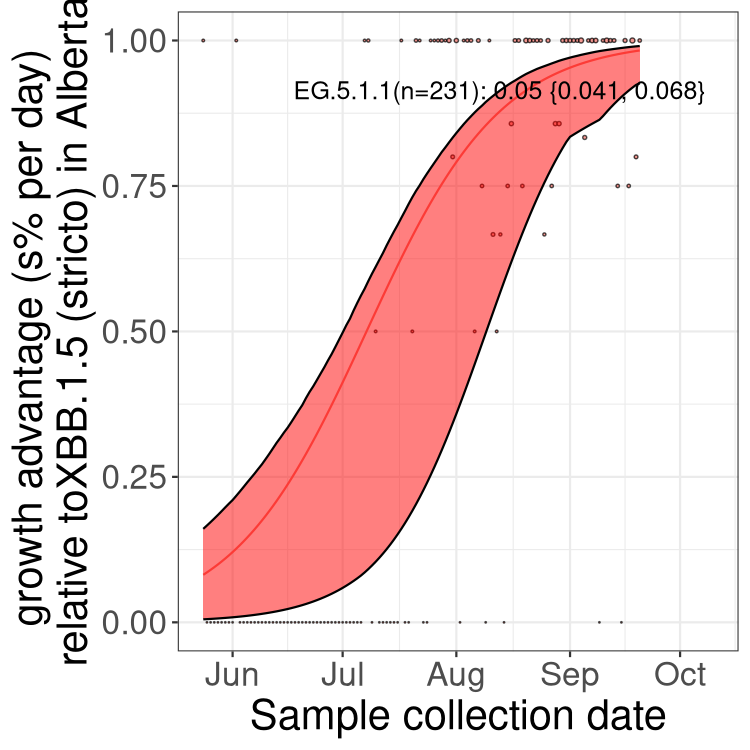 growth advantage (s% per day)
relative toXBB.1.5 (stricto) in Alberta
1.00
0.75
0.50
0.25
0.00
EG.5.1.1(n=231): 0.05 {0.041, 0.068}
Jun Jul Aug Sep Oct
Sample collection date